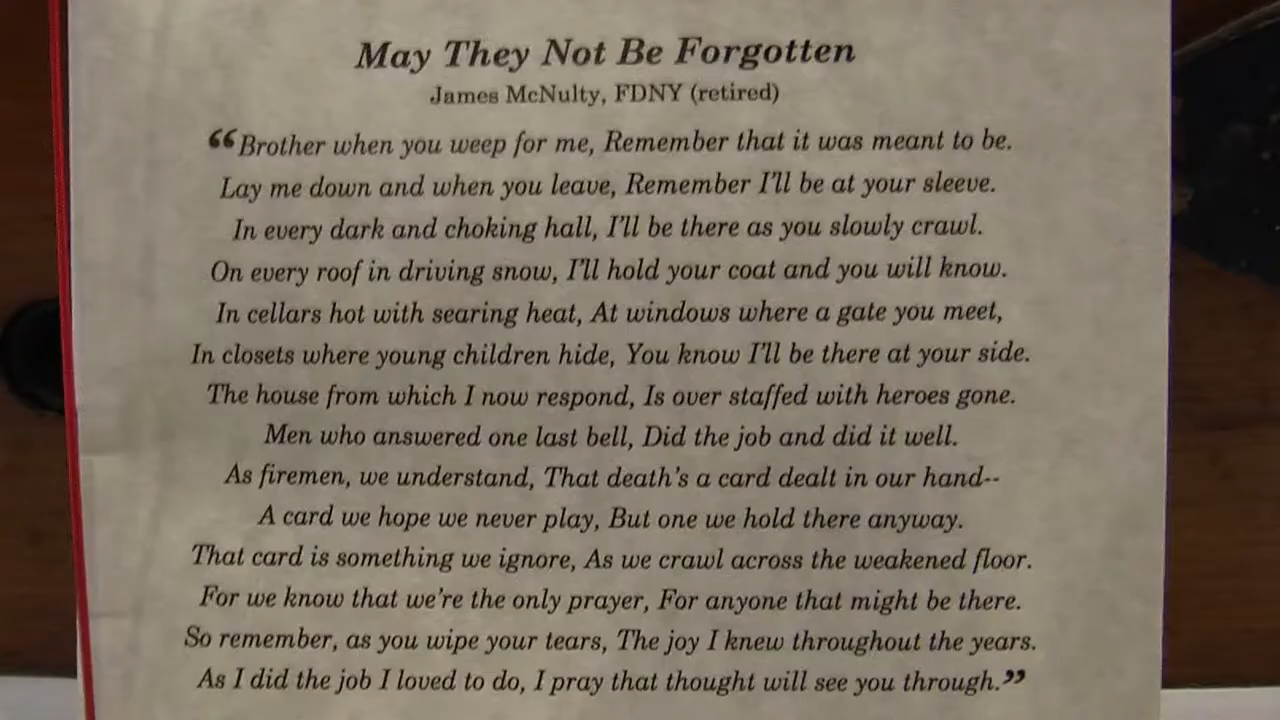 May They Not Be Forgotten
James McNulty, FDNY (retired)
“Brother when you weep for me, Remember that it was meant to be.
Lay me down and when you leave, Remember I'll be at your sleeve.
In every dark and choking hall, I'll be there as you slowly crawl.
On every roof in driving snow, I'll hold your coat and you will know.
In cellars hot with searing heat, At windows where a gate you meet,
In closets where young children hide, You know I'll be there at your side.
The house from which I now respond, Is over staffed with heroes gone.
Men who answered one last bell, Did the job and did it well.
As firemen, we understand, That death's a card dealt in our hand--
A card we hope we never play, But one we hold there anyway.
That card is something we ignore, As we crawl across the weakened floor.
For we know that we're the only prayer, For anyone that might be there.
So remember, as you wipe your tears, The joy I knew throughout the years.
As I did the job I loved to do, I pray that thought will see you through.”